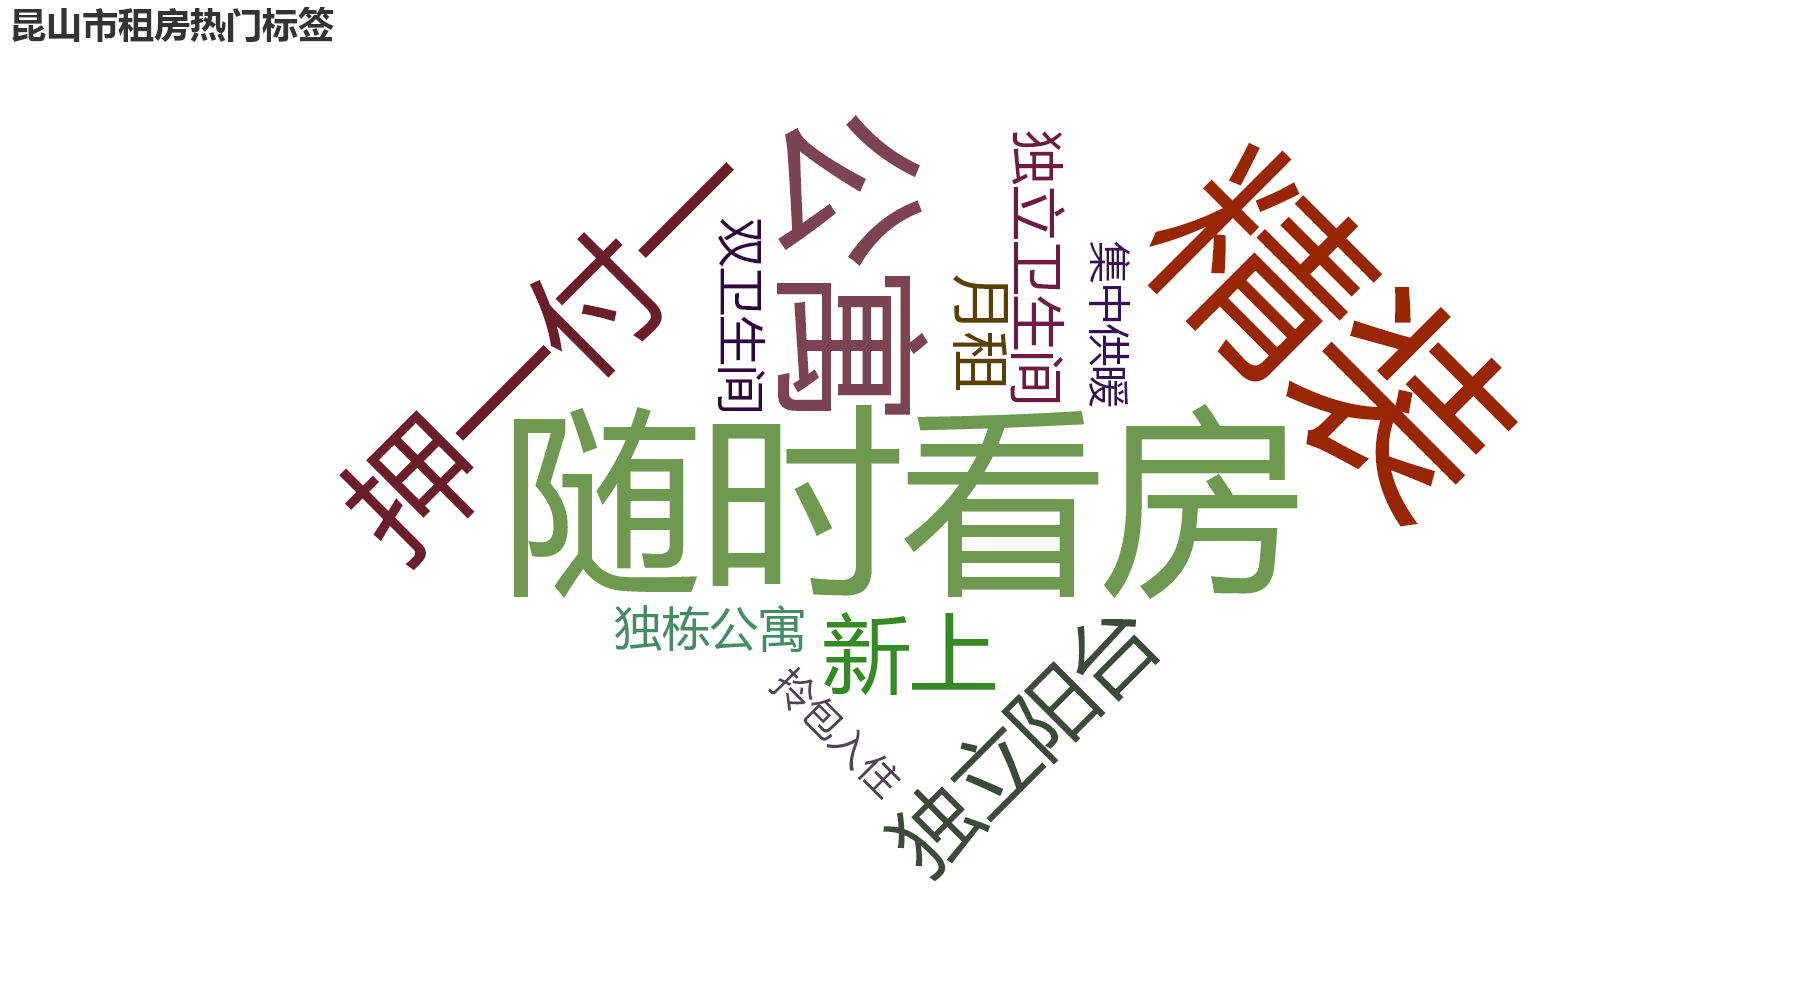 昆山市租房热门标签
押一付一
公寓
双卫生间
独立卫生间
月租
集中供暖
精装
随时看房
独栋公寓
新上
拎包入住
独立阳台